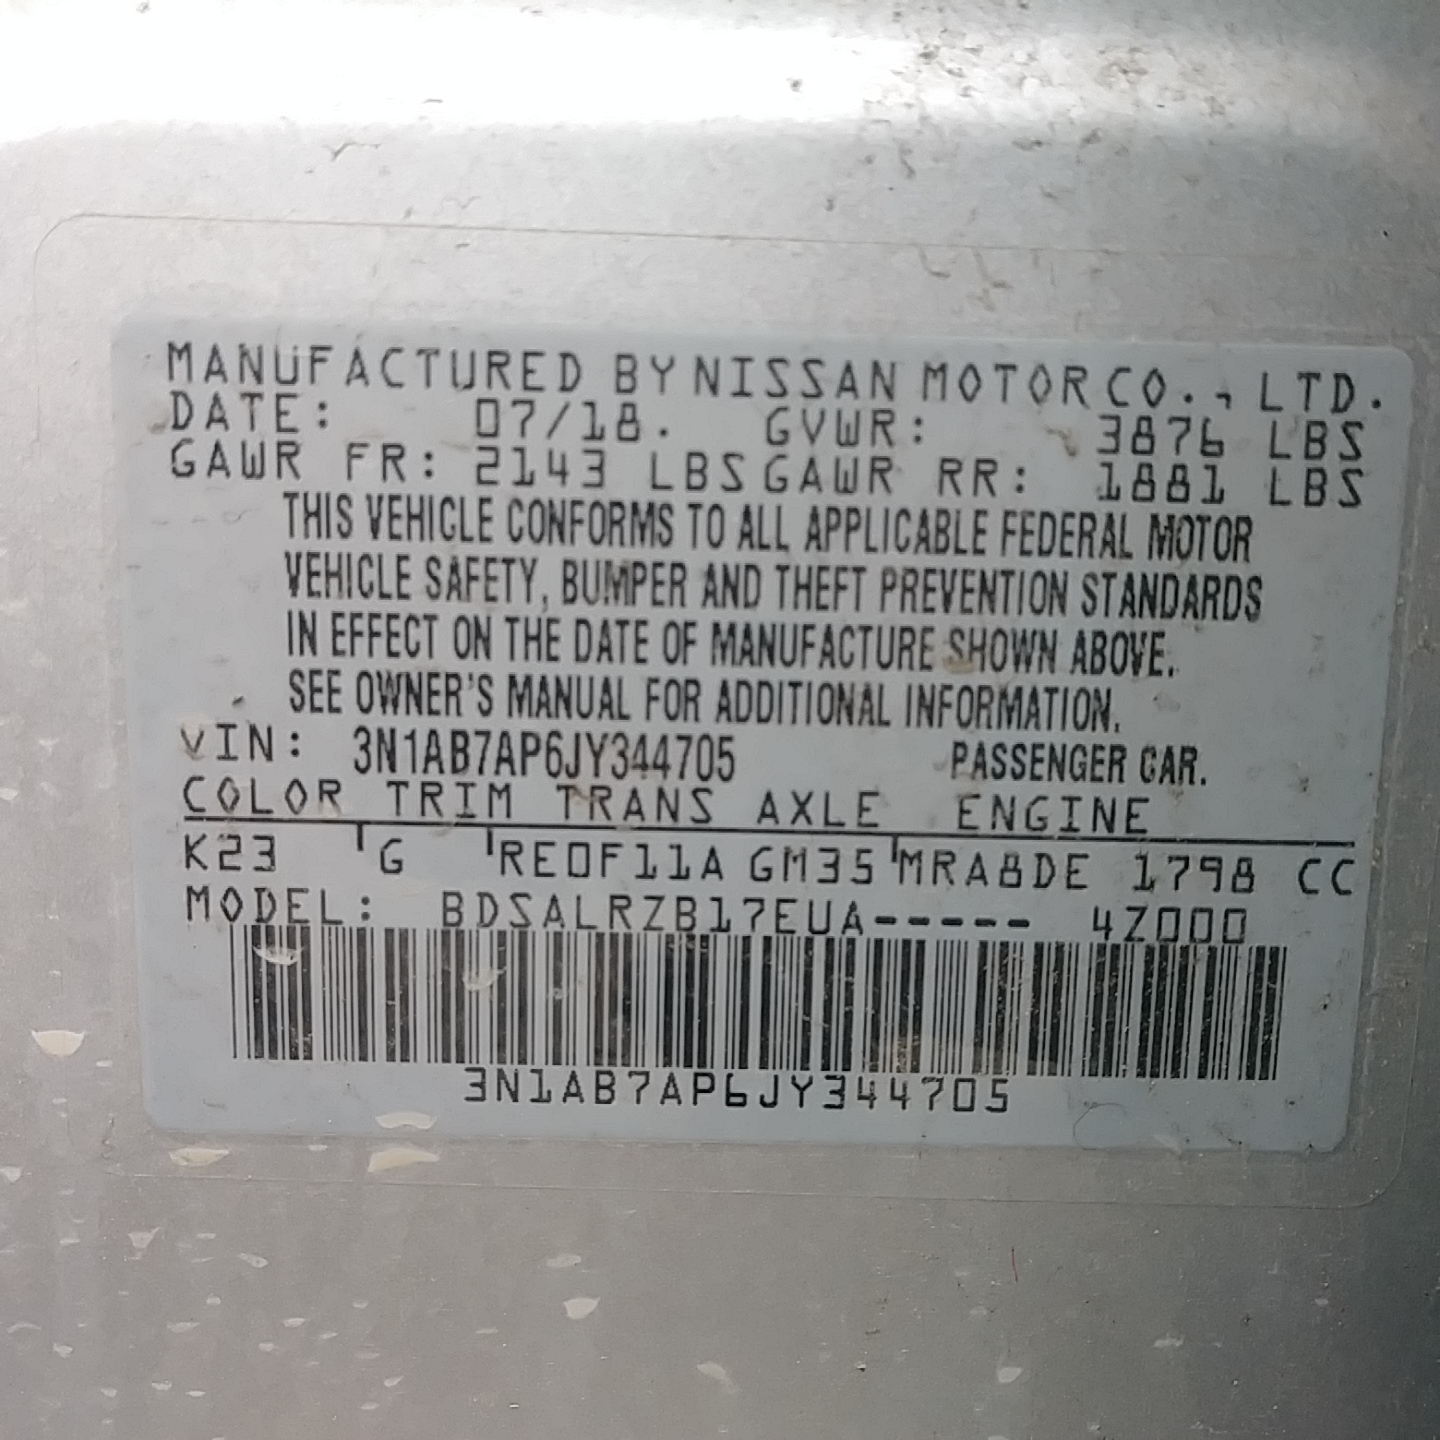 MANUFACTURED BY NISSAN MOTOR CO., LTD.
DATE: 07/18. GVWR: 3876 LBS
GAWR FR: 2143 LBS GAWR RR: 1881 LBS
THIS VEHICLE CONFORMS TO ALL APPLICABLE FEDERAL MOTOR
VEHICLE SAFETY, BUMPER AND THEFT PREVENTION STANDARDS
IN EFFECT ON THE DATE OF MANUFACTURE SHOWN ABOVE.
SEE OWNER'S MANUAL FOR ADDITIONAL INFORMATION.
VIN: 3N1AB7AP6JY344705 PASSENGER CAR.
COLOR TRIM TRANS AXLE ENGINE
K23 G RE0F11A GM35 MRA8DE 1798 CC
MODEL: BDSALRZB17EUA----- 4Z000
3N1AB7AP6JY344705